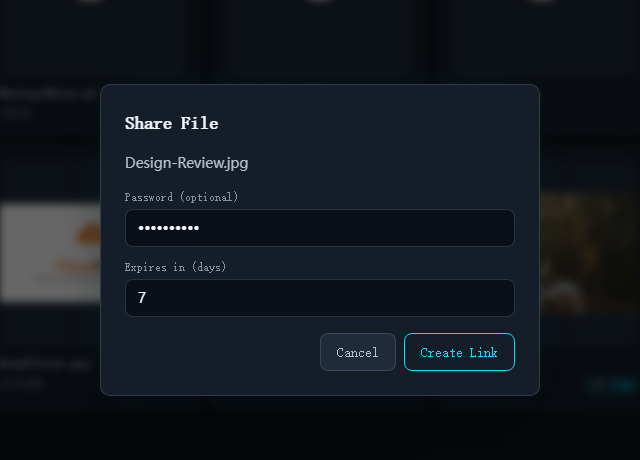 Share File
Design-Review.jpg
Password (optional)
••••••••••
Expires in (days)
7
Cancel
Create Link